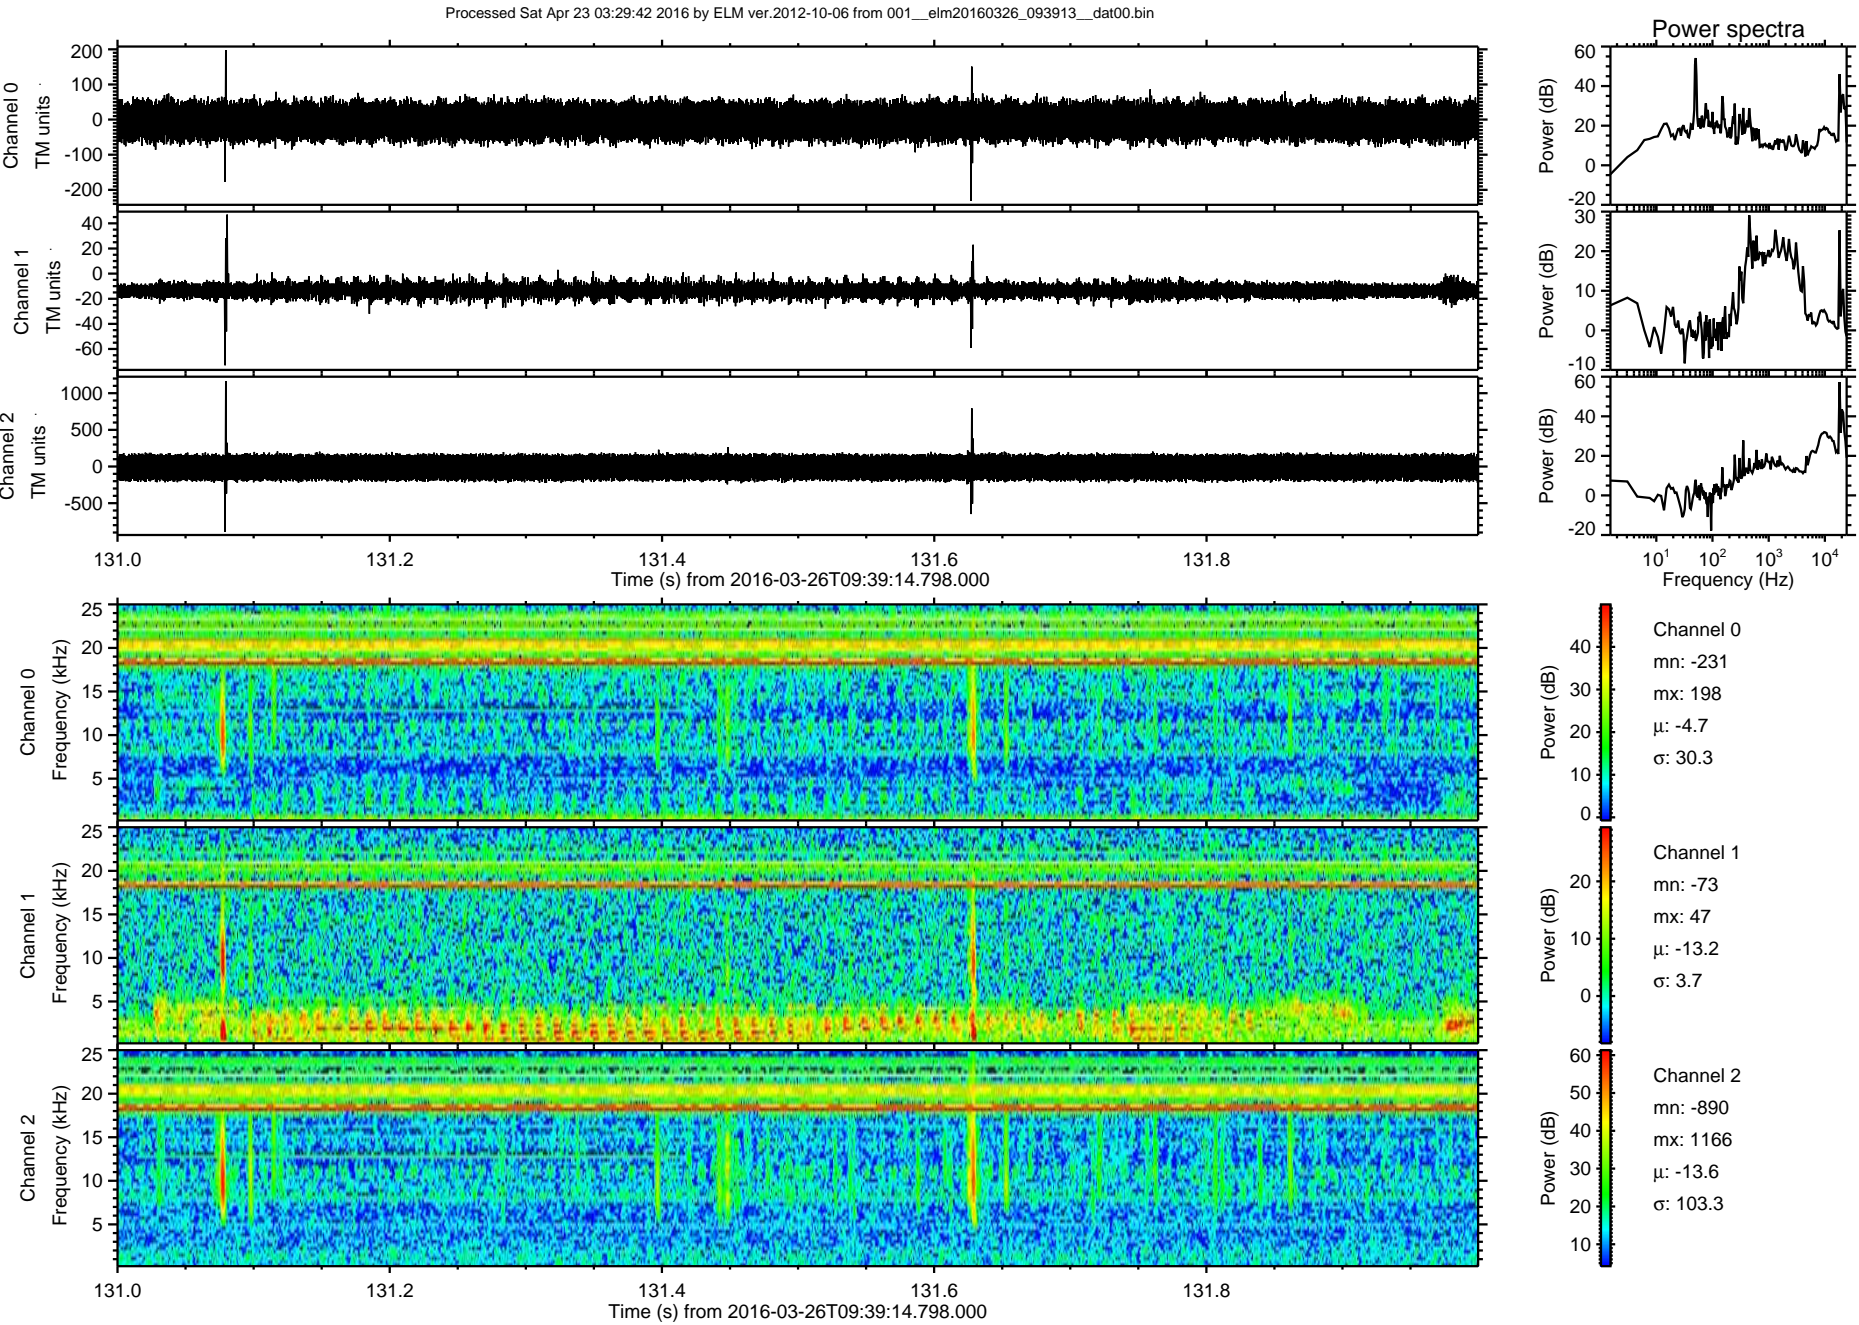 Processed Sat Apr 23 03:29:42 2016 by ELM ver.2012-10-06 from 001__elm20160326_093913__dat00.bin
Power spectra
Channel 0
TM units
200
100
0
-100
-200
Power (dB)
60
40
20
0
-20
Channel 1
TM units
40
20
0
-20
-40
-60
Power (dB)
30
20
10
0
-10
Channel 2
TM units
1000
500
0
-500
Power (dB)
60
40
20
0
-20
131.0 131.2 131.4 131.6 131.8
Time (s) from 2016-03-26T09:39:14.798.000
10¹ 10² 10³ 10⁴
Frequency (Hz)
Channel 0
Frequency (kHz)
25
20
15
10
5
Power (dB)
40
30
20
10
0
Channel 0
mn: -231
mx: 198
μ: -4.7
σ: 30.3
Channel 1
Frequency (kHz)
25
20
15
10
5
Power (dB)
20
10
0
Channel 1
mn: -73
mx: 47
μ: -13.2
σ: 3.7
Channel 2
Frequency (kHz)
25
20
15
10
5
Power (dB)
60
50
40
30
20
10
Channel 2
mn: -890
mx: 1166
μ: -13.6
σ: 103.3
131.0 131.2 131.4 131.6 131.8
Time (s) from 2016-03-26T09:39:14.798.000